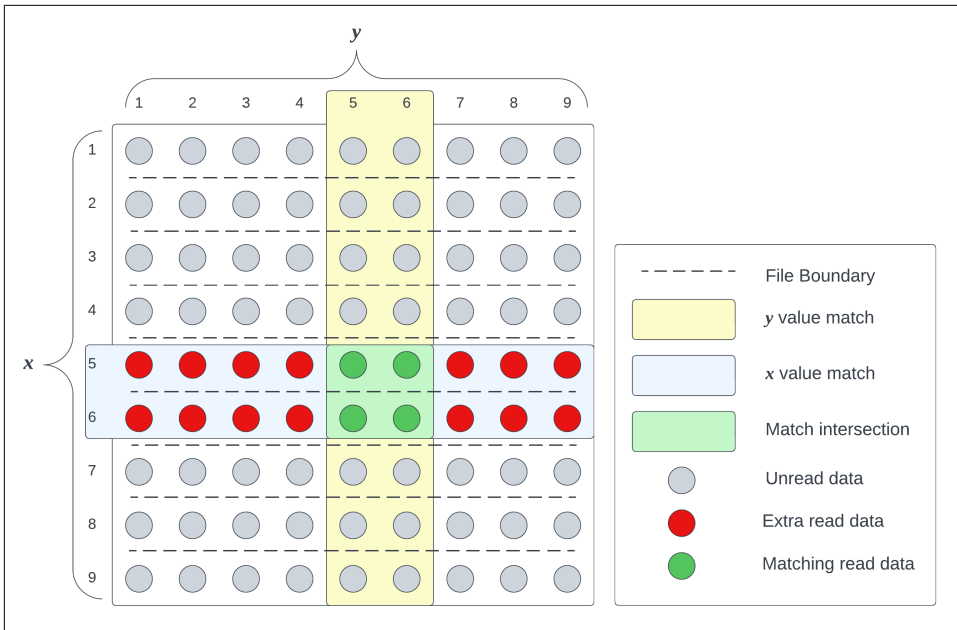 y
1 2 3 4 5 6 7 8 9
1
2
3
4
x
5
6
7
8
9
File Boundary
y value match
x value match
Match intersection
Unread data
Extra read data
Matching read data